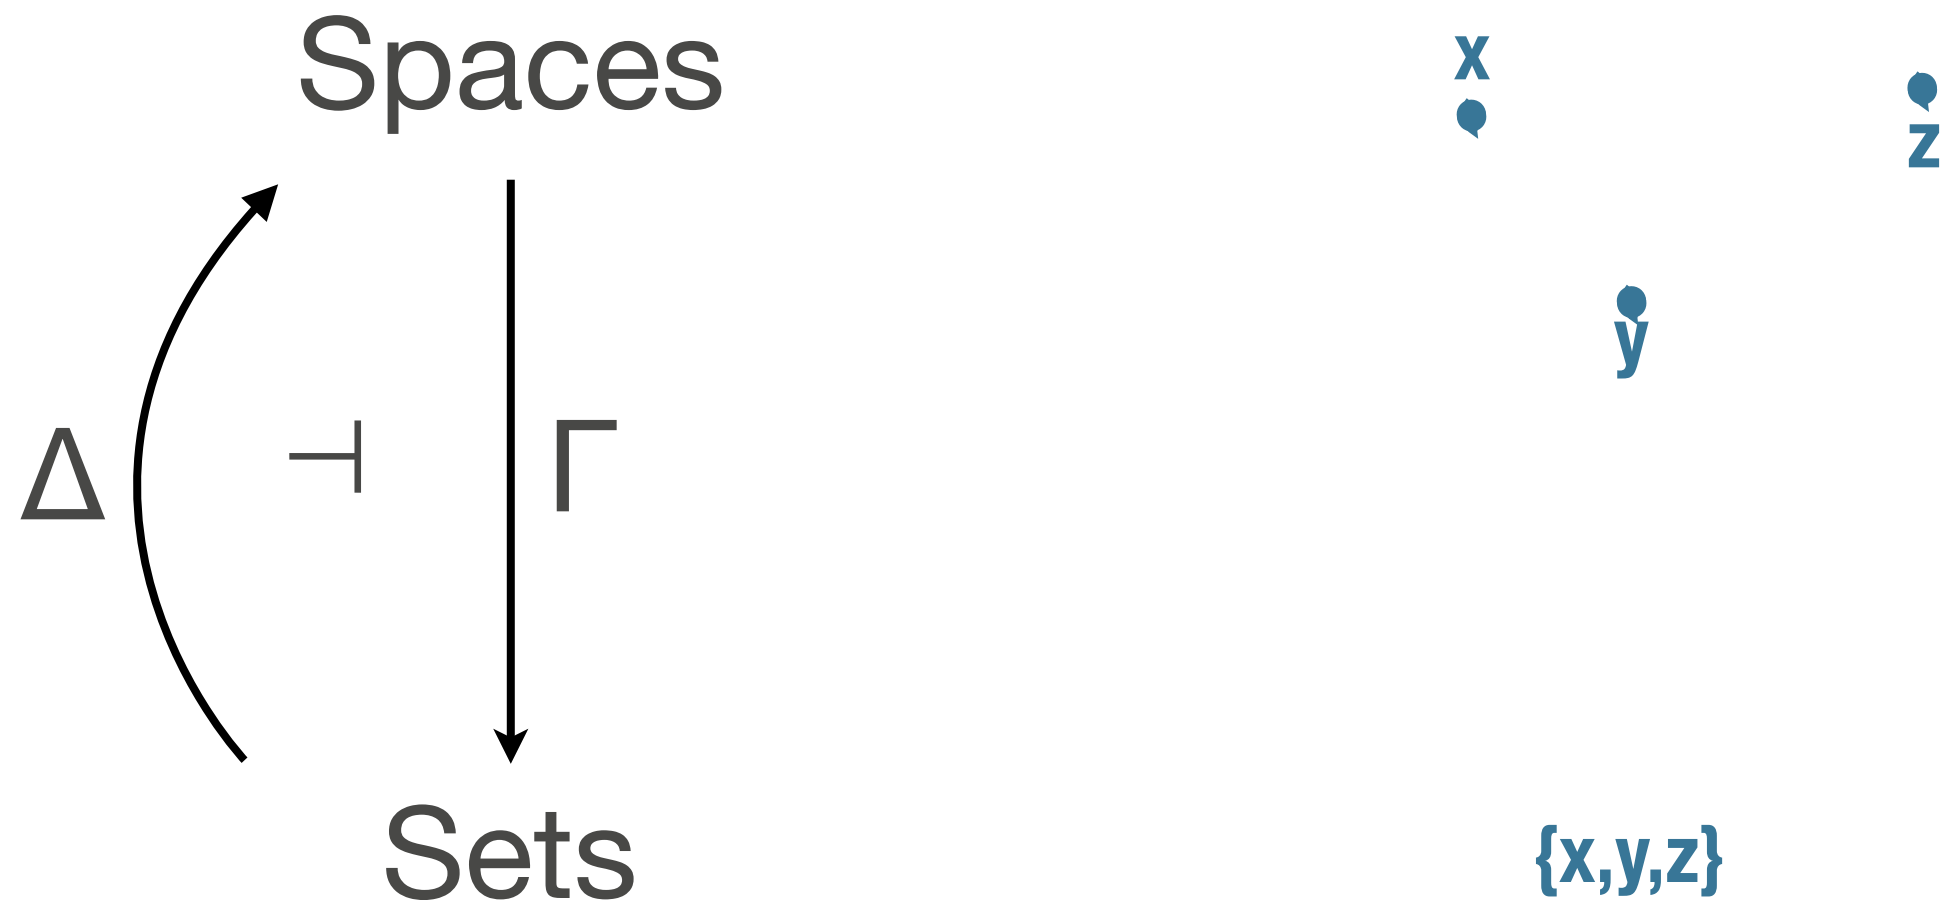 Spaces
x
z
y
Δ ⊣ Γ
Sets
{x,y,z}